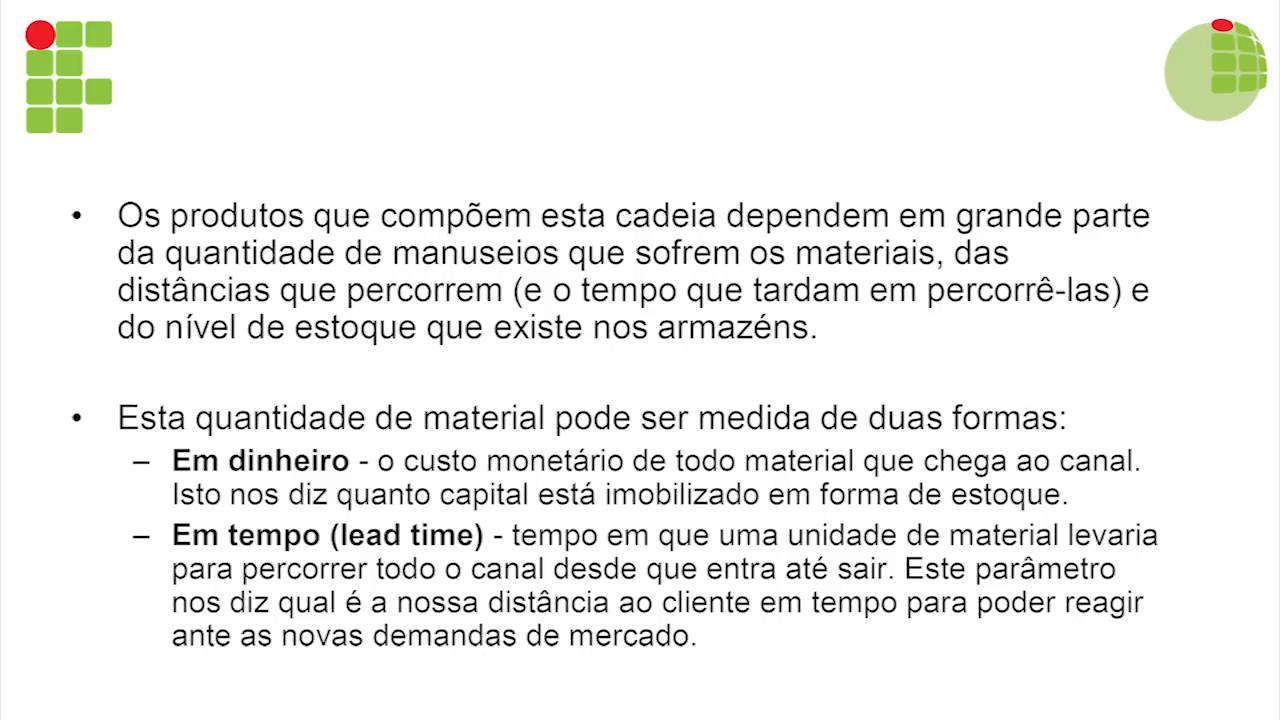 • Os produtos que compõem esta cadeia dependem em grande parte
da quantidade de manuseios que sofrem os materiais, das
distâncias que percorrem (e o tempo que tardam em percorrê-las) e
do nível de estoque que existe nos armazéns.
• Esta quantidade de material pode ser medida de duas formas:
– Em dinheiro - o custo monetário de todo material que chega ao canal.
Isto nos diz quanto capital está imobilizado em forma de estoque.
– Em tempo (lead time) - tempo em que uma unidade de material levaria
para percorrer todo o canal desde que entra até sair. Este parâmetro
nos diz qual é a nossa distância ao cliente em tempo para poder reagir
ante as novas demandas de mercado.